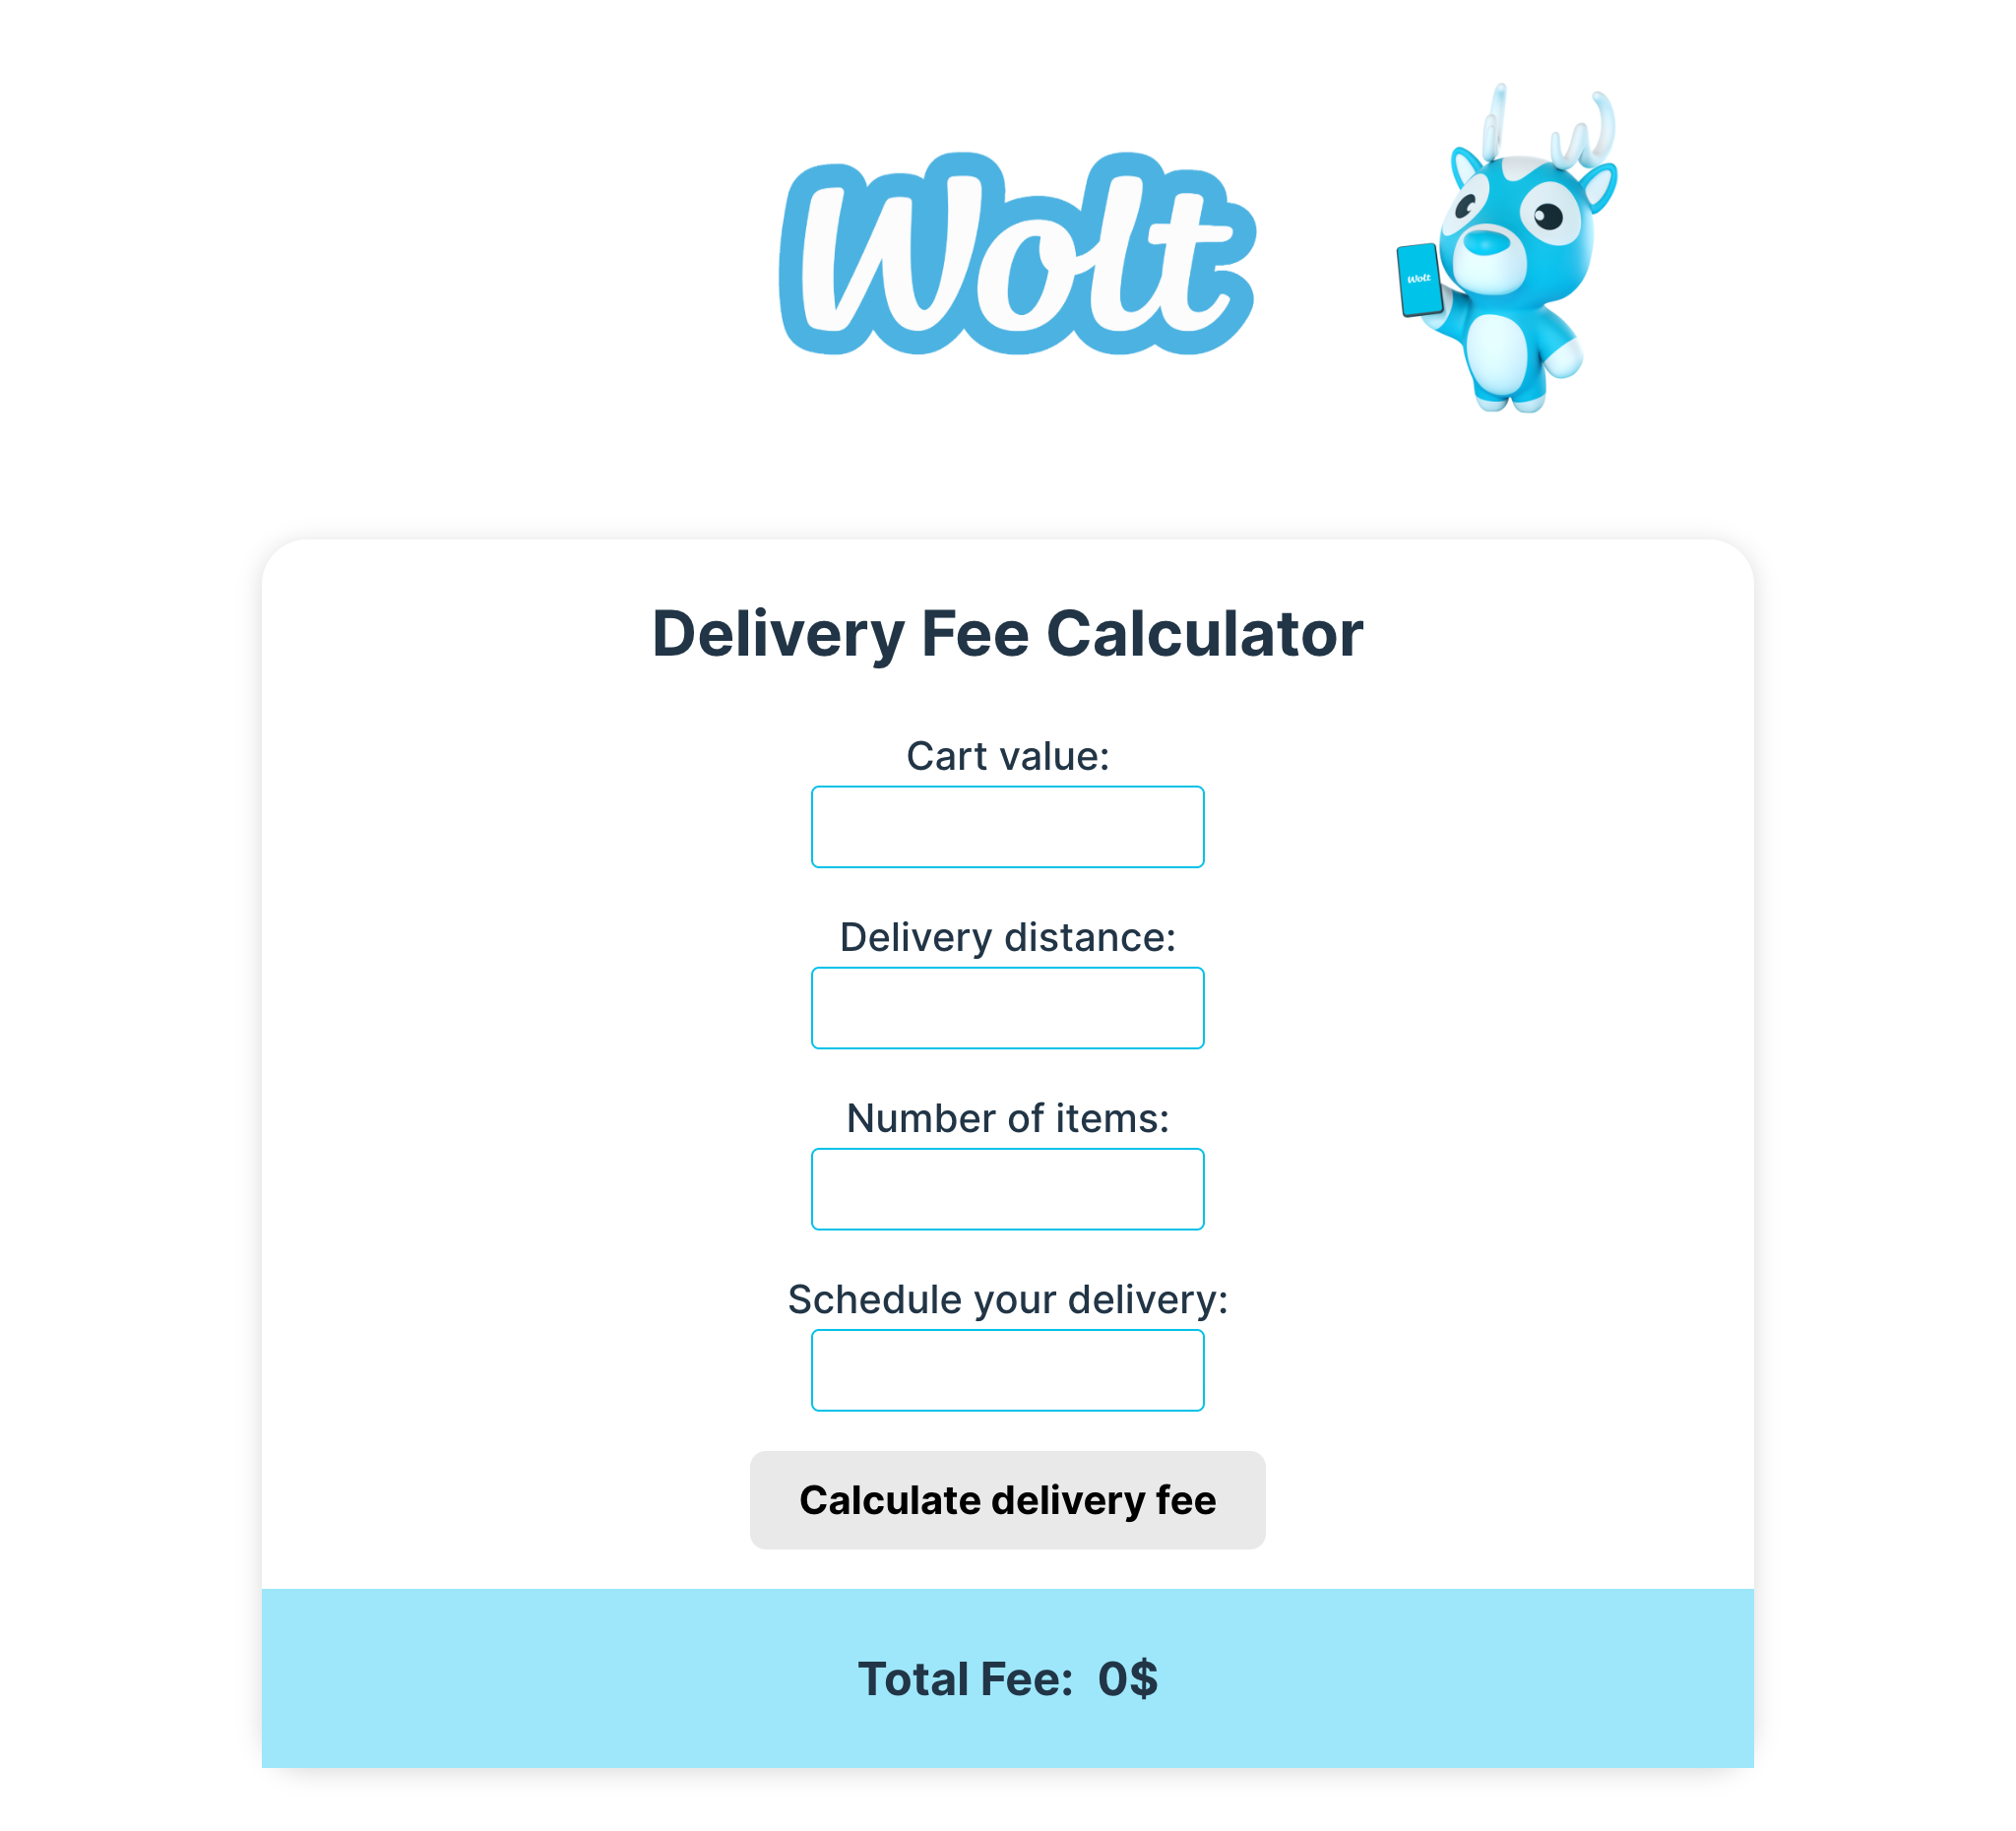 Wolt
Wolt
Delivery Fee Calculator
Cart value:
Delivery distance:
Number of items:
Schedule your delivery:
Calculate delivery fee
Total Fee: 0$